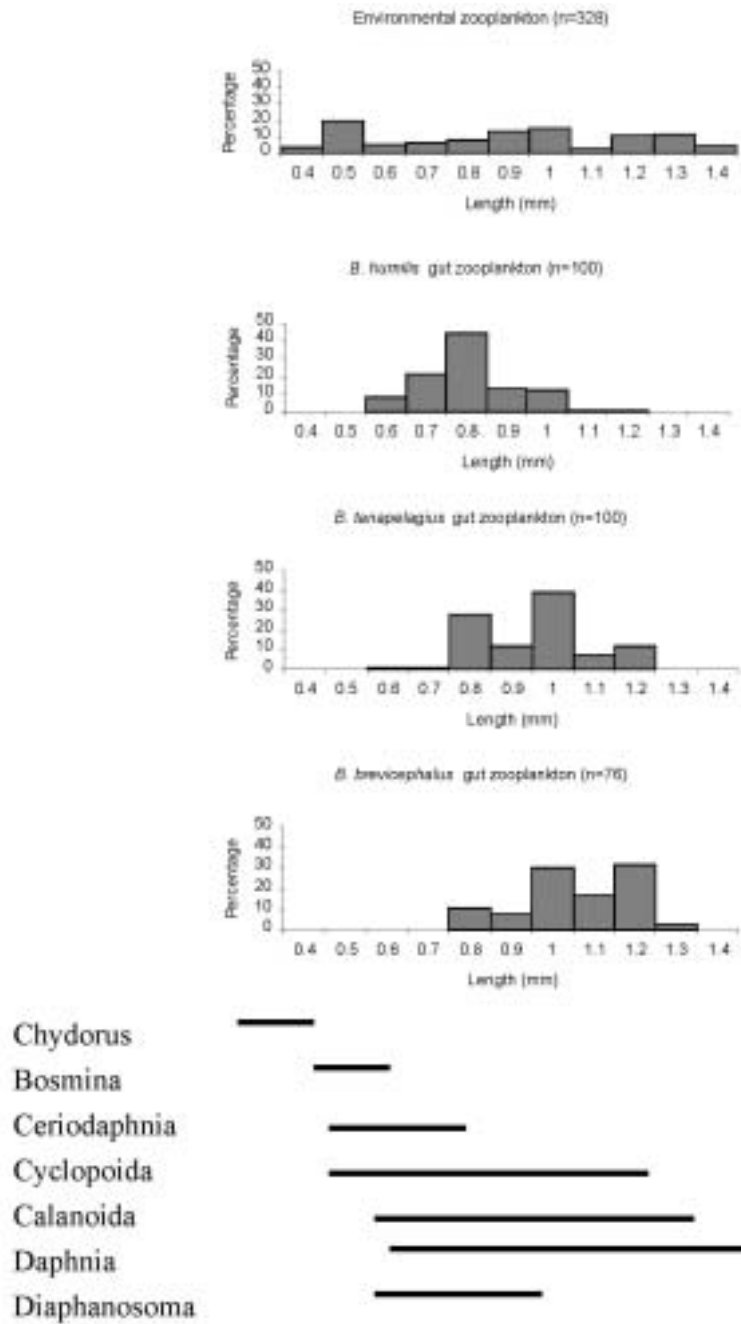 Environmental zooplankton (n=328)
Percentage
50
40
30
20
10
0
0.4 0.5 0.6 0.7 0.8 0.9 1 1.1 1.2 1.3 1.4
Length (mm)
B. humilis gut zooplankton (n=100)
Percentage
50
40
30
20
10
0
0.4 0.5 0.6 0.7 0.8 0.9 1 1.1 1.2 1.3 1.4
Length (mm)
B. tanapelagius gut zooplankton (n=100)
Percentage
50
40
30
20
10
0
0.4 0.5 0.6 0.7 0.8 0.9 1 1.1 1.2 1.3 1.4
Length (mm)
B. brevicephalus gut zooplankton (n=76)
Percentage
50
40
30
20
10
0
0.4 0.5 0.6 0.7 0.8 0.9 1 1.1 1.2 1.3 1.4
Length (mm)
Chydorus
Bosmina
Ceriodaphnia
Cyclopoida
Calanoida
Daphnia
Diaphanosoma